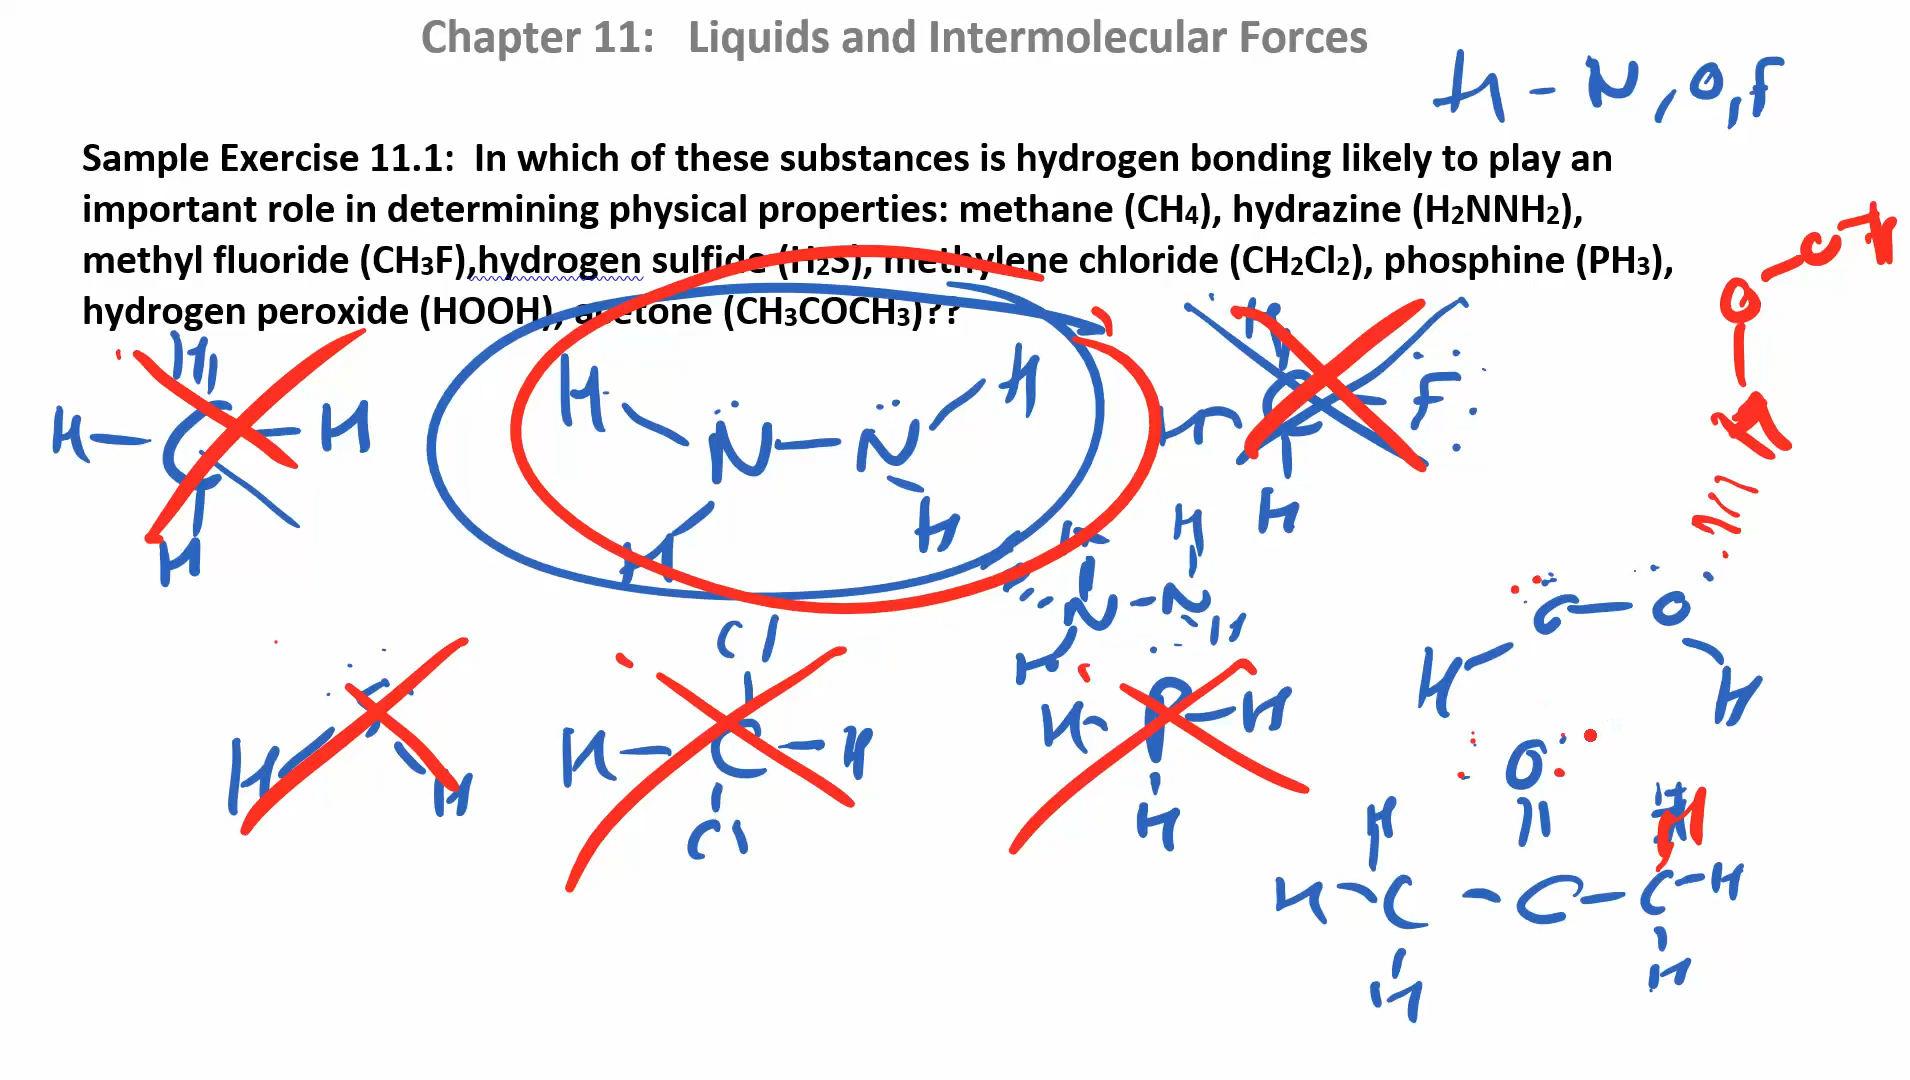 Chapter 11: Liquids and Intermolecular Forces
H - N, O, F
Sample Exercise 11.1: In which of these substances is hydrogen bonding likely to play an
important role in determining physical properties: methane (CH4), hydrazine (H2NNH2),
methyl fluoride (CH3F),hydrogen sulfide (H2S), methylene chloride (CH2Cl2), phosphine (PH3),
hydrogen peroxide (HOOH), acetone (CH3COCH3)??
H
H C H
H
H H
N N
H H
H
H C F
H
H H
N N
H H
O
H
O
H H
H H
Cl
H C H
Cl
H P H
H
O
H H
H C C C H
H H